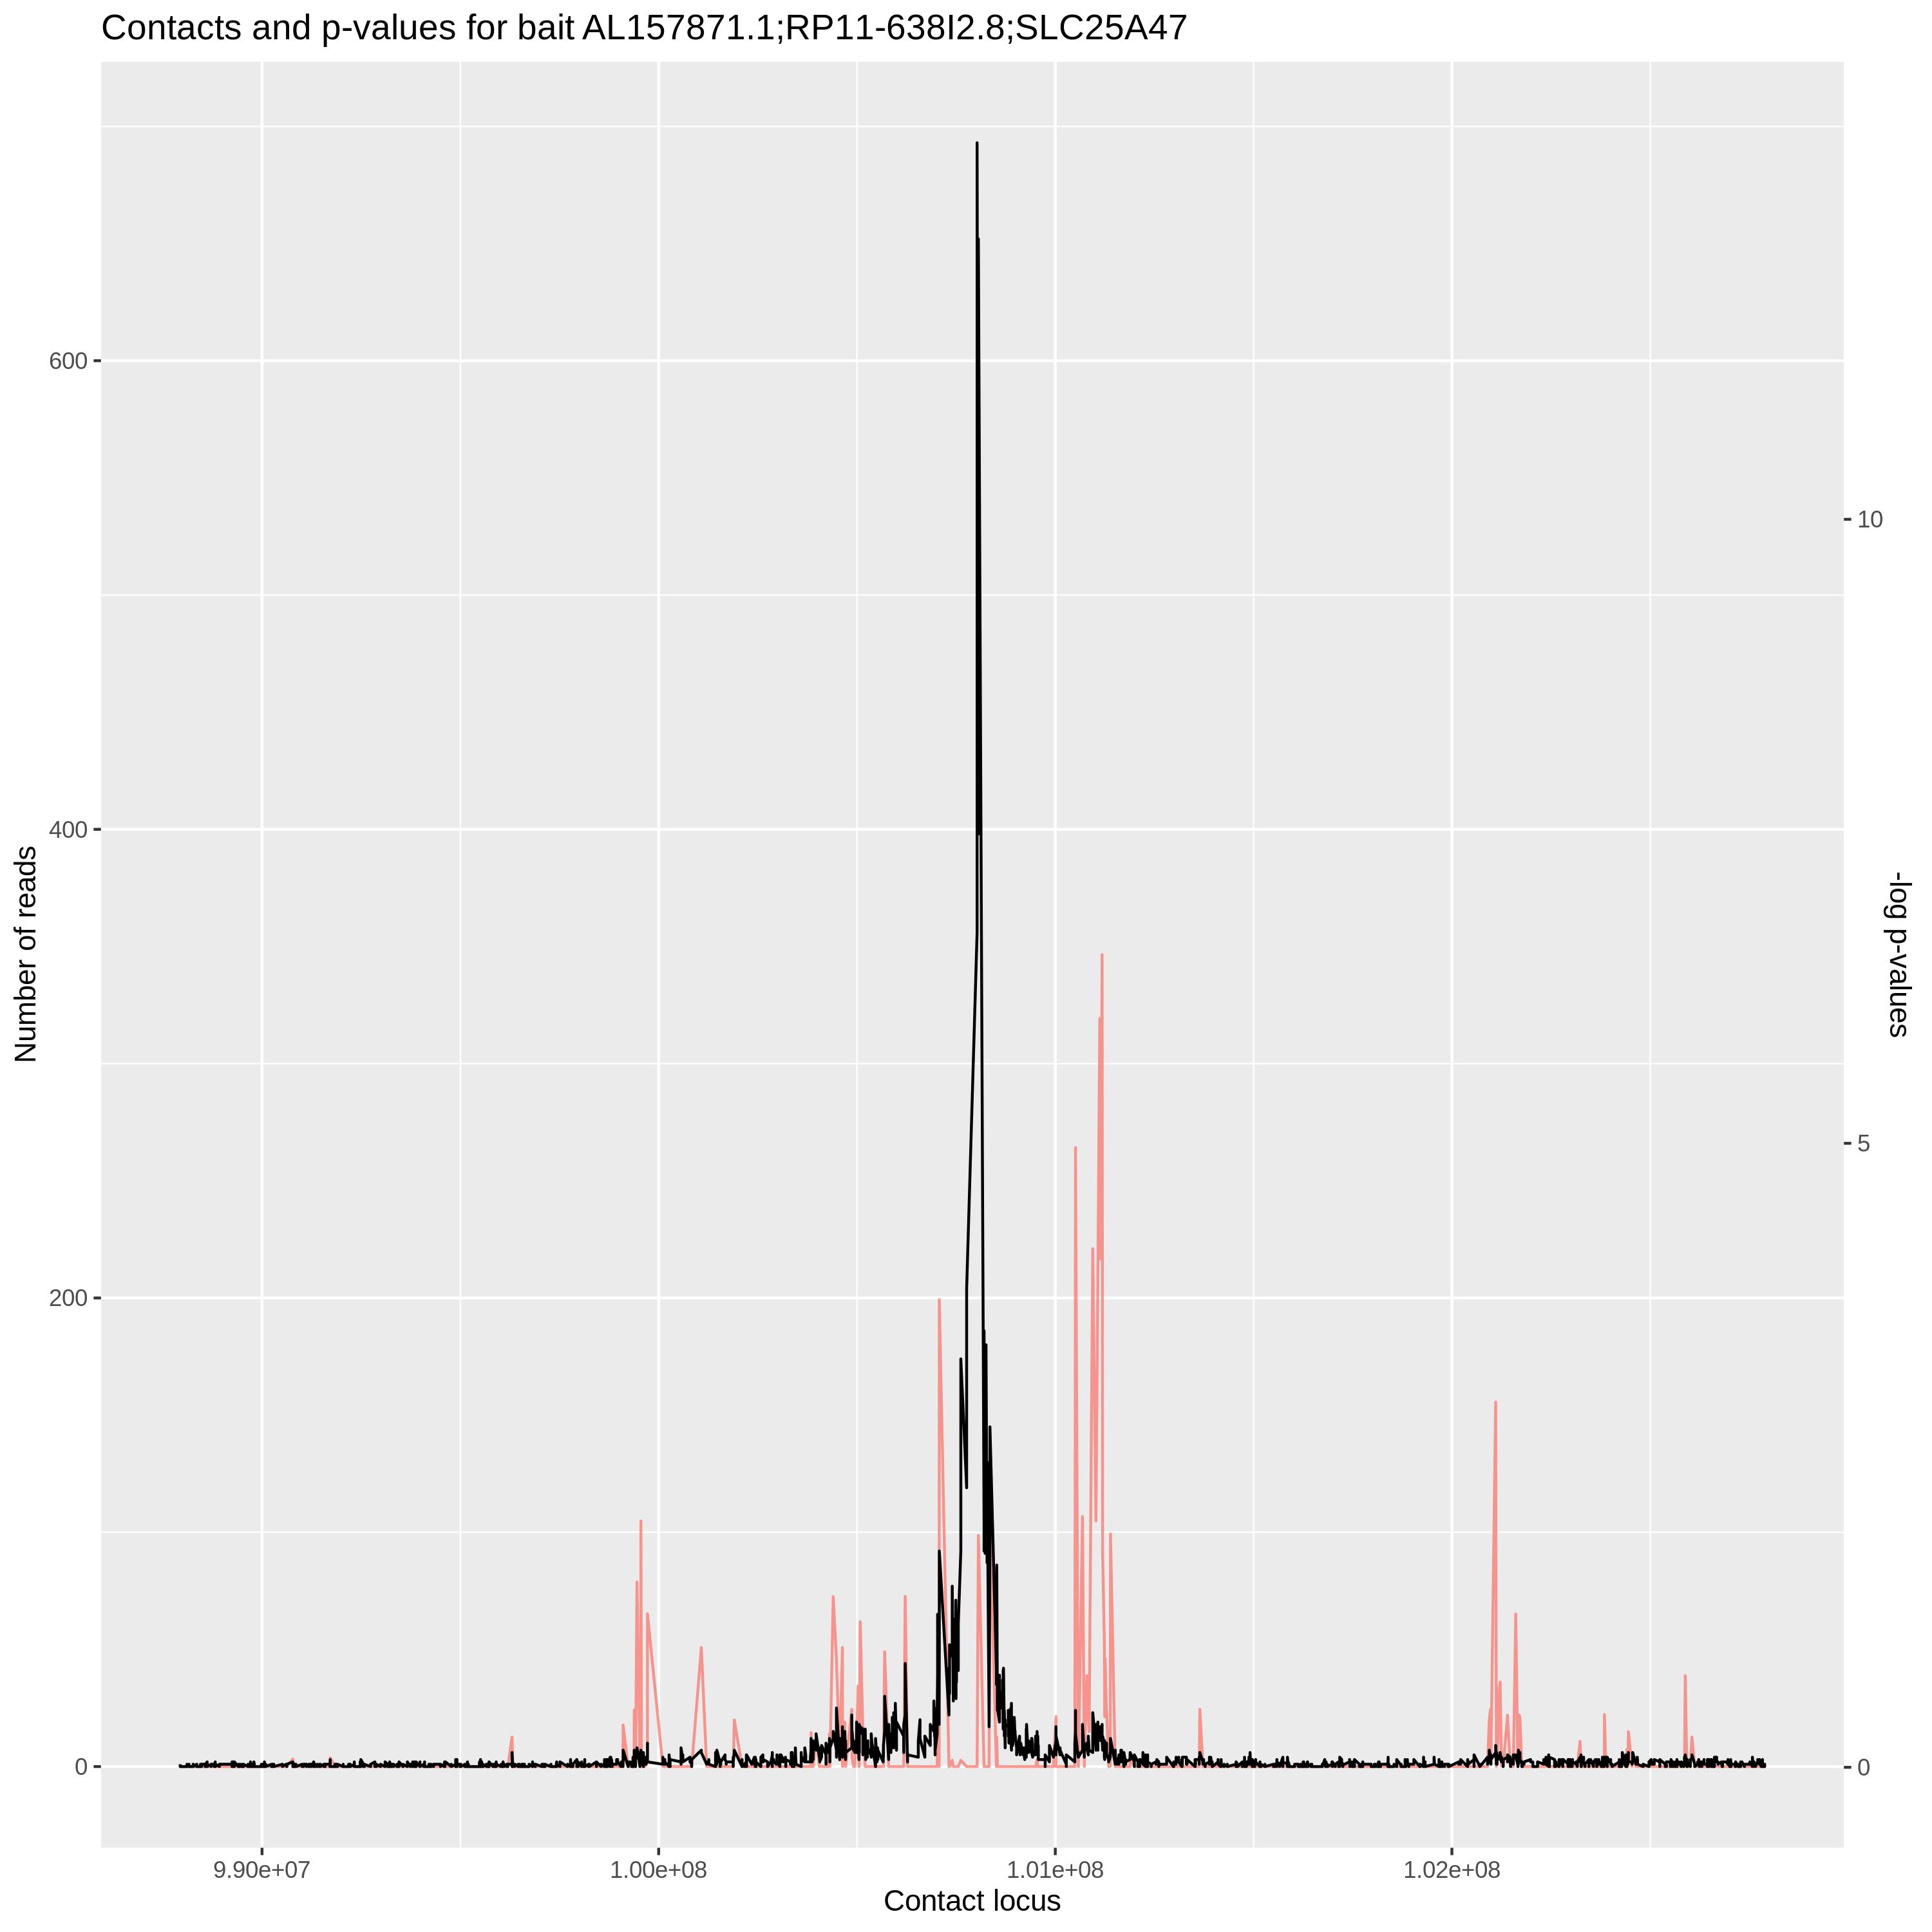 Contacts and p-values for bait AL157871.1;RP11-638I2.8;SLC25A47
600
400
200
0
Number of reads
10
5
0
-log p-values
9.90e+07
1.00e+08
1.01e+08
1.02e+08
Contact locus